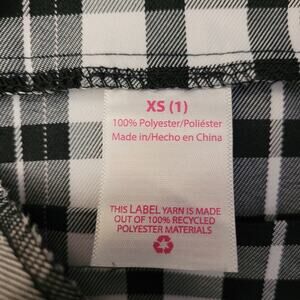 XS (1)
100% Polyester/Poliéster
Made in/Hecho en China
THIS LABEL YARN IS MADE
OUT OF 100% RECYCLED
POLYESTER MATERIALS